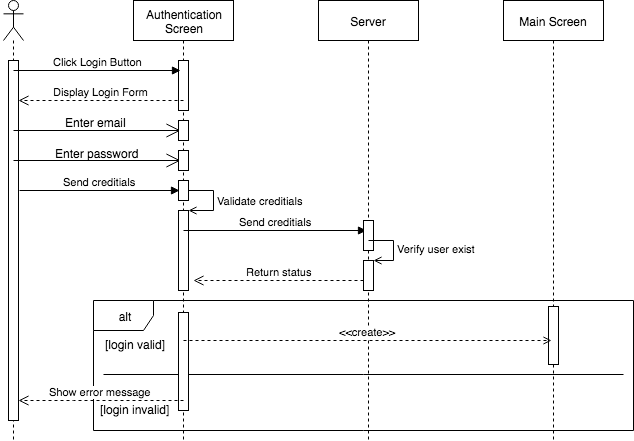 Authentication
Screen
Server
Main Screen
Click Login Button
Display Login Form
Enter email
Enter password
Send creditials
Validate creditials
Send creditials
Verify user exist
Return status
alt
<<create>>
[login valid]
Show error message
[login invalid]